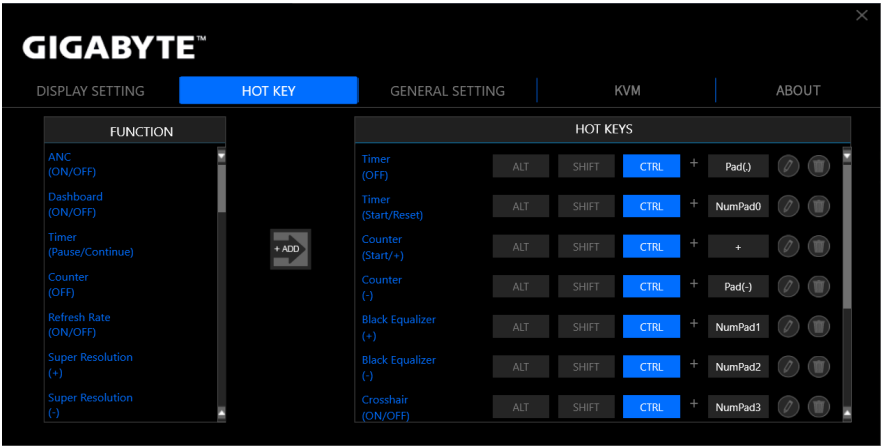 GIGABYTE™
DISPLAY SETTING HOT KEY GENERAL SETTING KVM ABOUT
FUNCTION
ANC
(ON/OFF)
Dashboard
(ON/OFF)
Timer
(Pause/Continue)
Counter
(OFF)
Refresh Rate
(ON/OFF)
Super Resolution
(+)
Super Resolution
(-)
+ ADD
HOT KEYS
Timer
(OFF)
ALT SHIFT CTRL + Pad(.)
Timer
(Start/Reset)
ALT SHIFT CTRL + NumPad0
Counter
(Start/+)
ALT SHIFT CTRL + +
Counter
(-)
ALT SHIFT CTRL + Pad(-)
Black Equalizer
(+)
ALT SHIFT CTRL + NumPad1
Black Equalizer
(-)
ALT SHIFT CTRL + NumPad2
Crosshair
(ON/OFF)
ALT SHIFT CTRL + NumPad3